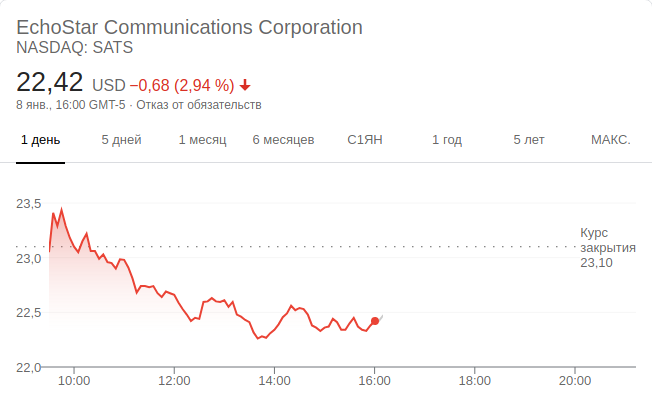 EchoStar Communications Corporation
NASDAQ: SATS
22,42 USD −0,68 (2,94 %)
8 янв., 16:00 GMT-5 · Отказ от обязательств
1 день 5 дней 1 месяц 6 месяцев С1ЯН 1 год 5 лет МАКС.
23,5
Курс
закрытия
23,10
23,0
22,5
22,0
10:00 12:00 14:00 16:00 18:00 20:00